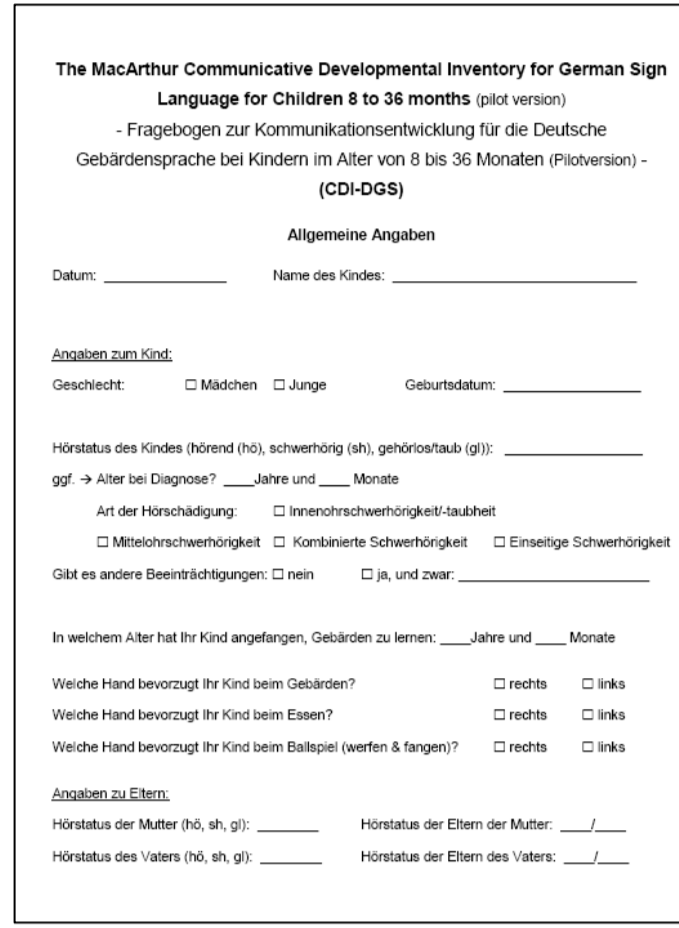 The MacArthur Communicative Developmental Inventory for German Sign
Language for Children 8 to 36 months (pilot version)
- Fragebogen zur Kommunikationsentwicklung für die Deutsche
Gebärdensprache bei Kindern im Alter von 8 bis 36 Monaten (Pilotversion) -
(CDI-DGS)
Allgemeine Angaben
Datum: _______________ Name des Kindes: ______________________________
Angaben zum Kind:
Geschlecht: ☐ Mädchen ☐ Junge Geburtsdatum: _________________
Hörstatus des Kindes (hörend (hö), schwerhörig (sh), gehörlos/taub (gl)): _________________
ggf. → Alter bei Diagnose? ____Jahre und ____ Monate
Art der Hörschädigung: ☐ Innenohrschwerhörigkeit/-taubheit
☐ Mittelohrschwerhörigkeit ☐ Kombinierte Schwerhörigkeit ☐ Einseitige Schwerhörigkeit
Gibt es andere Beeinträchtigungen: ☐ nein ☐ ja, und zwar: ________________________
In welchem Alter hat Ihr Kind angefangen, Gebärden zu lernen: ____Jahre und ____ Monate
Welche Hand bevorzugt Ihr Kind beim Gebärden? ☐ rechts ☐ links
Welche Hand bevorzugt Ihr Kind beim Essen? ☐ rechts ☐ links
Welche Hand bevorzugt Ihr Kind beim Ballspiel (werfen & fangen)? ☐ rechts ☐ links
Angaben zu Eltern:
Hörstatus der Mutter (hö, sh, gl): ________ Hörstatus der Eltern der Mutter: ____/____
Hörstatus des Vaters (hö, sh, gl): ________ Hörstatus der Eltern des Vaters: ____/____